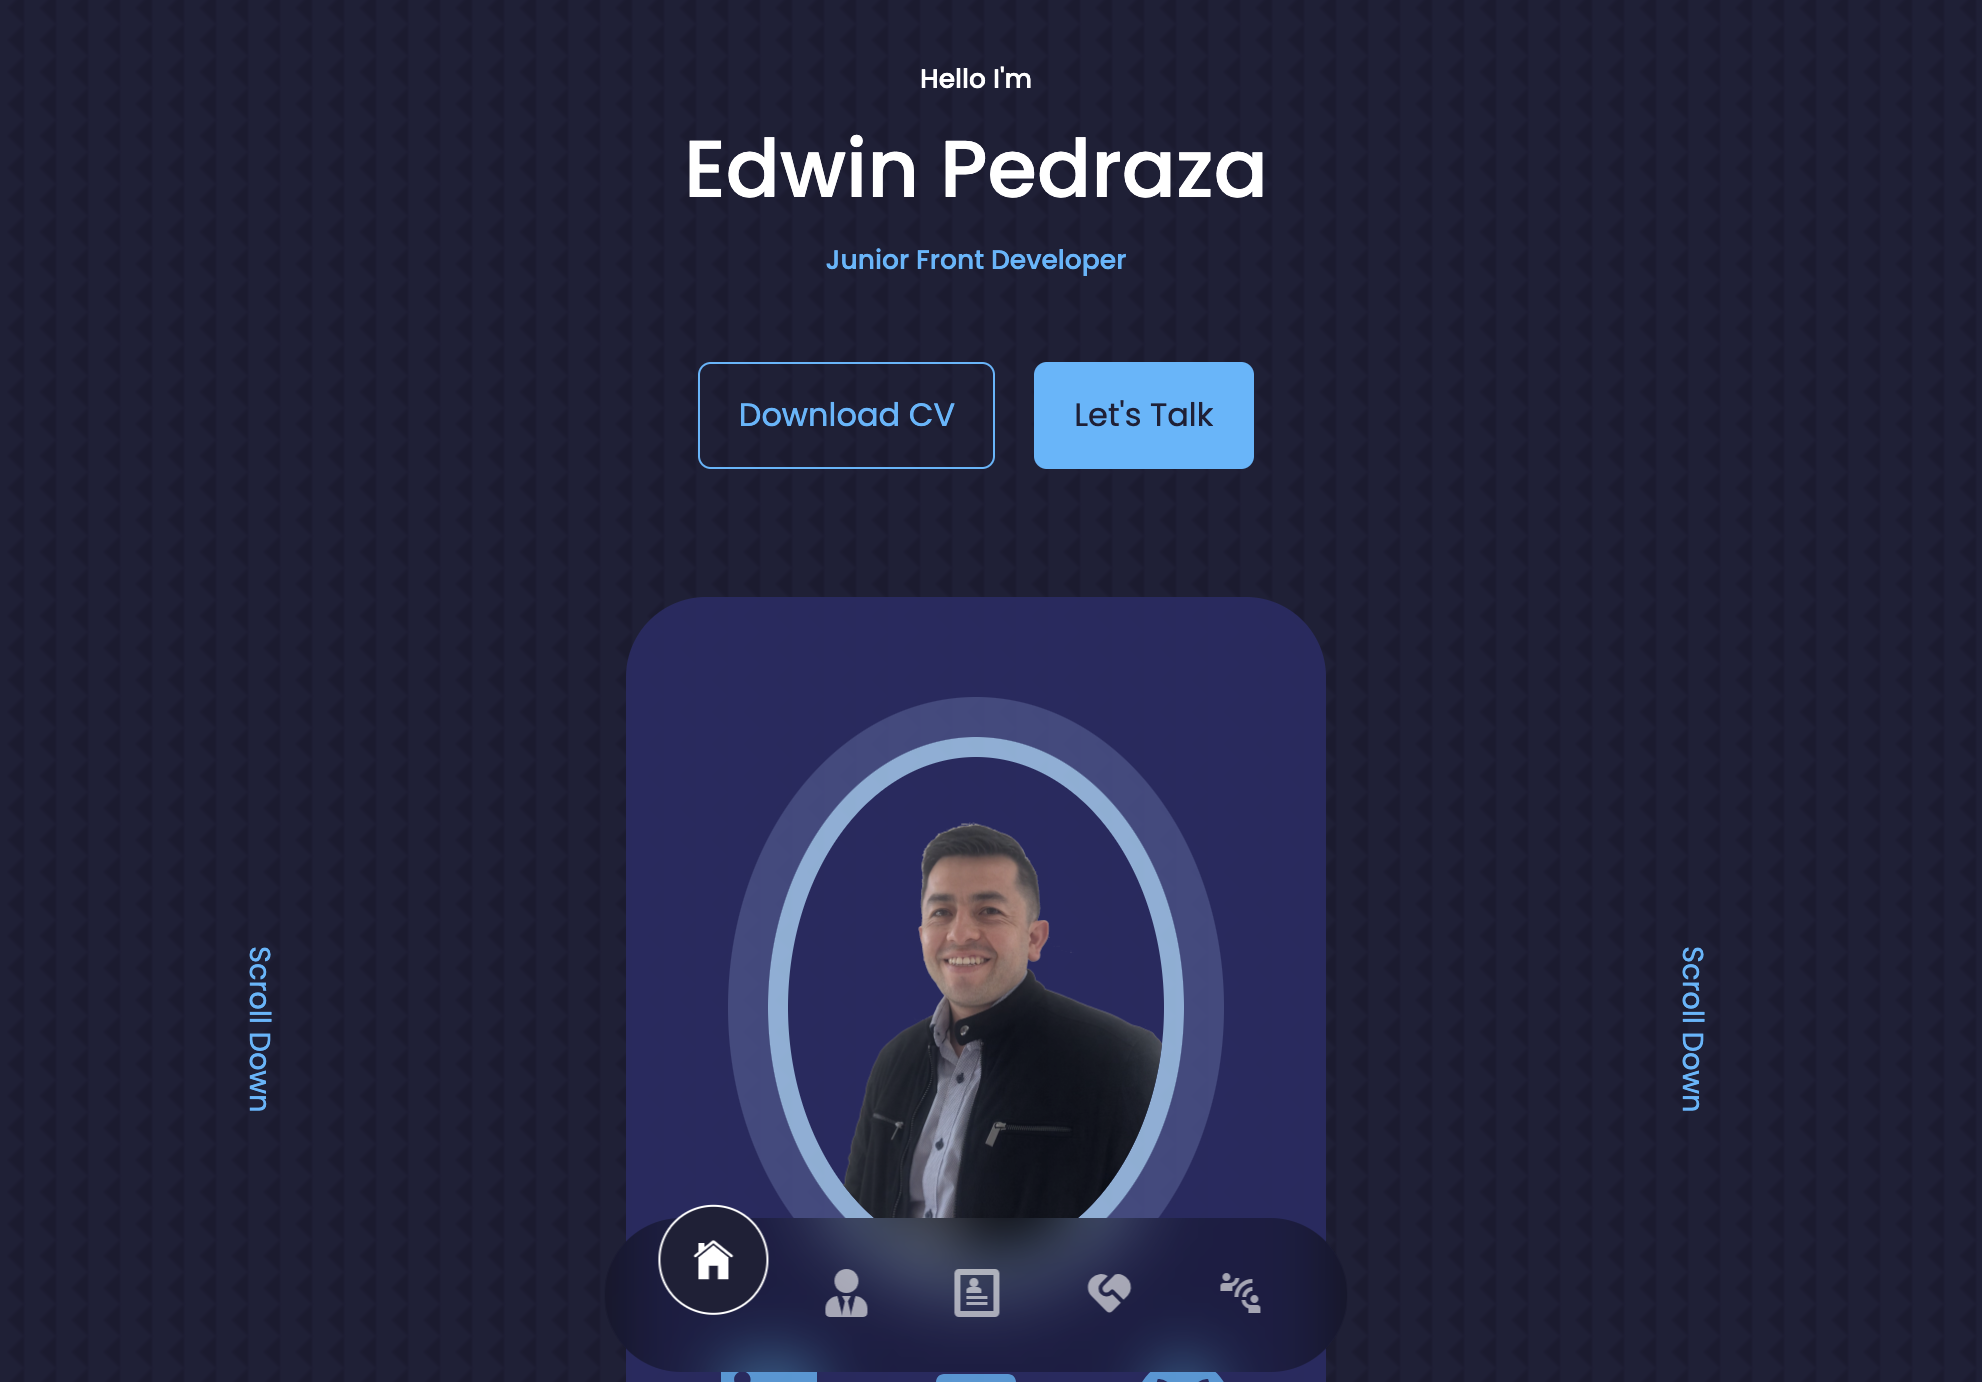 Hello I'm
Edwin Pedraza
Junior Front Developer
Download CV
Let's Talk
Scroll Down
Scroll Down